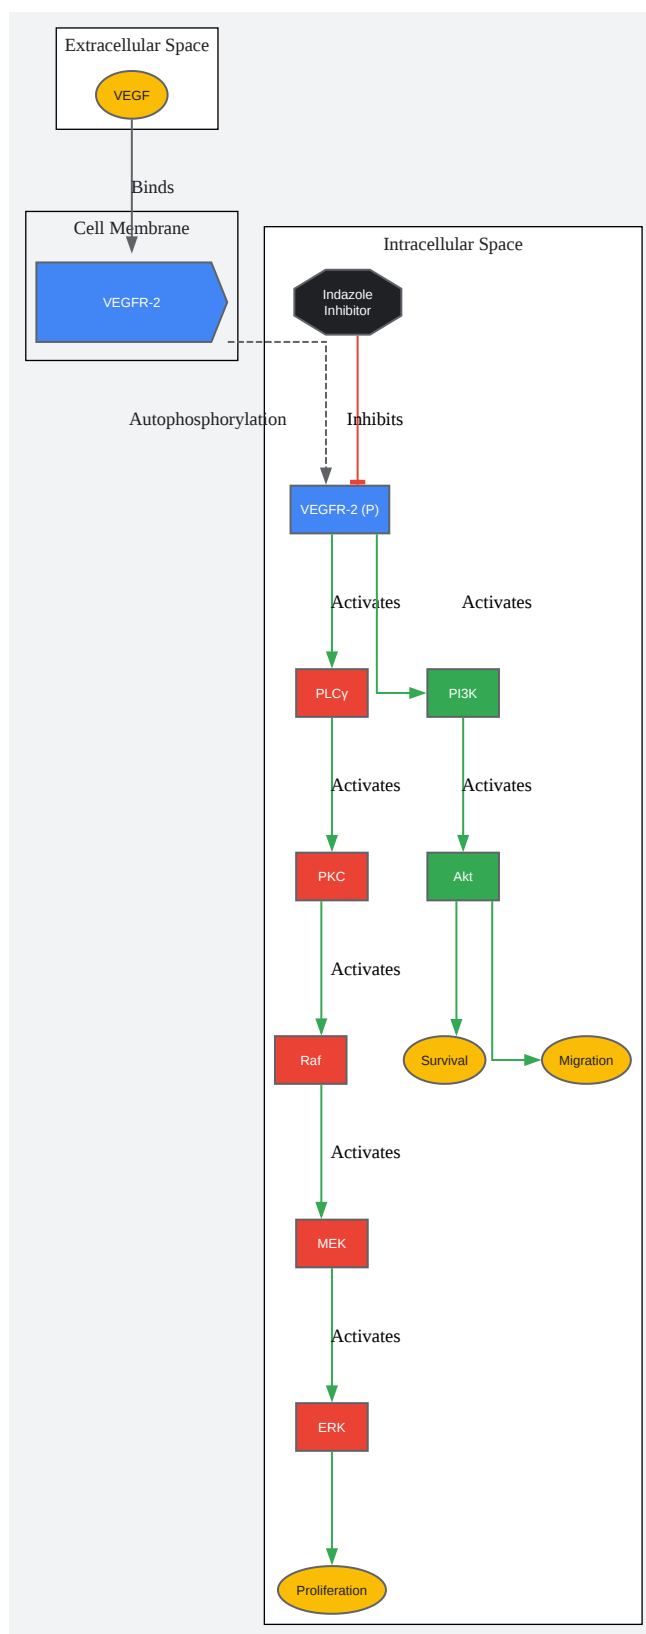 Extracellular Space
VEGF
Binds
Cell Membrane
VEGFR-2
Intracellular Space
Indazole
Inhibitor
Autophosphorylation
Inhibits
VEGFR-2 (P)
Activates
Activates
PLCγ
PI3K
Activates
Activates
PKC
Akt
Activates
Raf
Survival
Migration
Activates
MEK
Activates
ERK
Proliferation